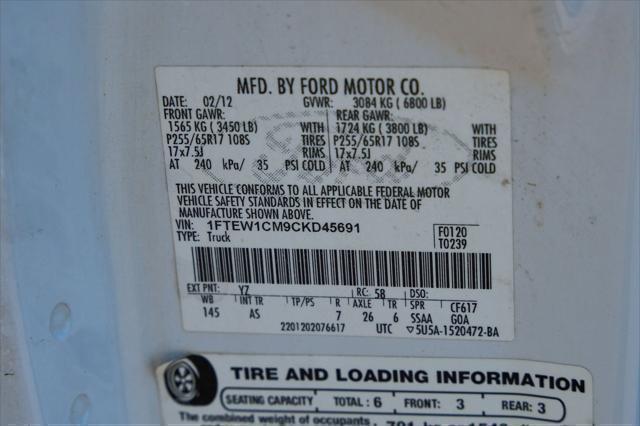 MFD. BY FORD MOTOR CO.
DATE: 02/12 GVWR: 3084 KG ( 6800 LB)
FRONT GAWR: REAR GAWR:
1565 KG ( 3450 LB) WITH 1724 KG ( 3800 LB) WITH
P255/65R17 108S TIRES P255/65R17 108S TIRES
17x7.5J RIMS 17x7.5J RIMS
AT 240 kPa/ 35 PSI COLD AT 240 kPa/ 35 PSI COLD
THIS VEHICLE CONFORMS TO ALL APPLICABLE FEDERAL MOTOR
VEHICLE SAFETY STANDARDS IN EFFECT ON THE DATE OF
MANUFACTURE SHOWN ABOVE.
VIN: 1FTEW1CM9CKD45691 F0120
TYPE: Truck T0239
EXT PNT: YZ RC: 58 DSO:
WB INT TR TP/PS R AXLE TR SPR CF617
145 AS 7 26 6 SSAA GOA
2201202076617 UTC ▽5U5A-1520472-BA
TIRE AND LOADING INFORMATION
SEATING CAPACITY TOTAL : 6 FRONT: 3 REAR: 3
The combined weight of occupants